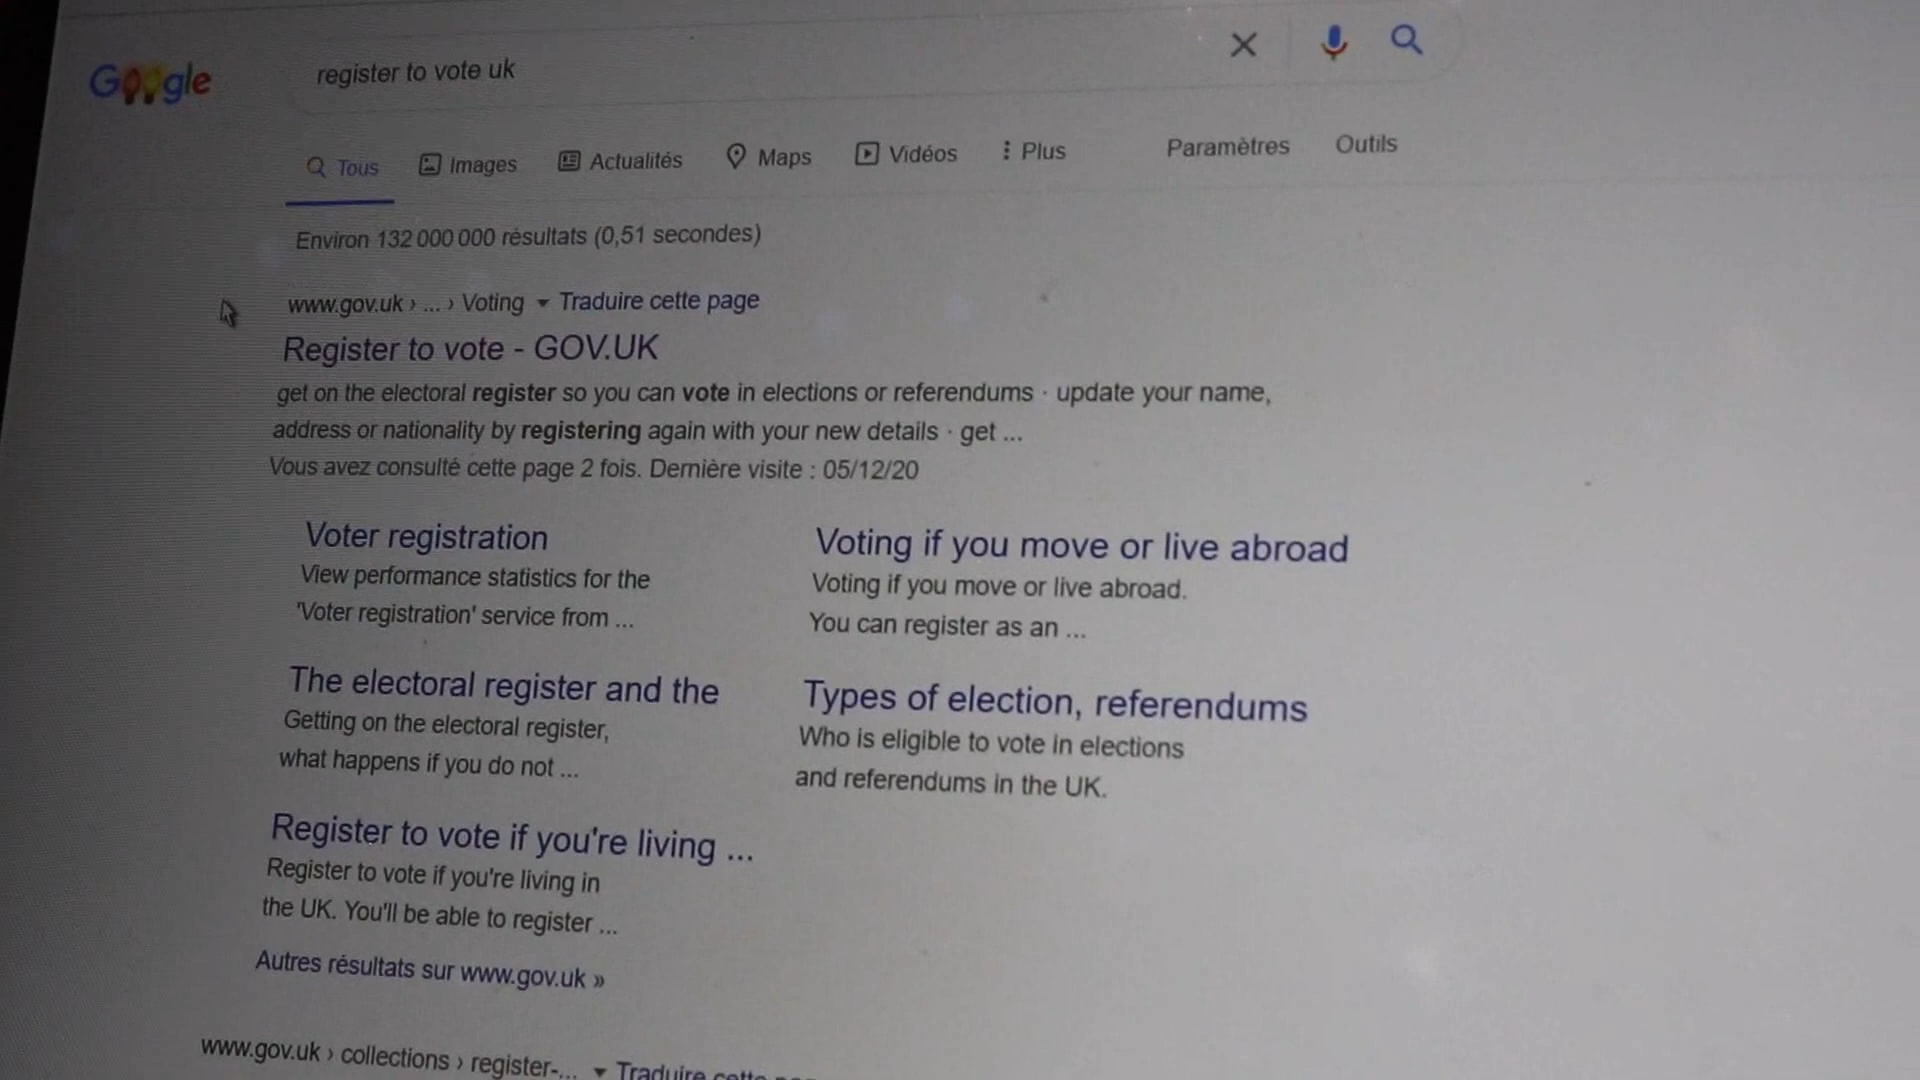 Google
register to vote uk
Tous Images Actualités Maps Vidéos Plus Paramètres Outils
Environ 132 000 000 résultats (0,51 secondes)
www.gov.uk › ... › Voting Traduire cette page
Register to vote - GOV.UK
get on the electoral register so you can vote in elections or referendums · update your name,
address or nationality by registering again with your new details · get ...
Vous avez consulté cette page 2 fois. Dernière visite : 05/12/20
Voter registration
View performance statistics for the
'Voter registration' service from ...
Voting if you move or live abroad
Voting if you move or live abroad.
You can register as an ...
The electoral register and the
Getting on the electoral register,
what happens if you do not ...
Types of election, referendums
Who is eligible to vote in elections
and referendums in the UK.
Register to vote if you're living ...
Register to vote if you're living in
the UK. You'll be able to register ...
Autres résultats sur www.gov.uk »
www.gov.uk › collections › register-... Traduire cette